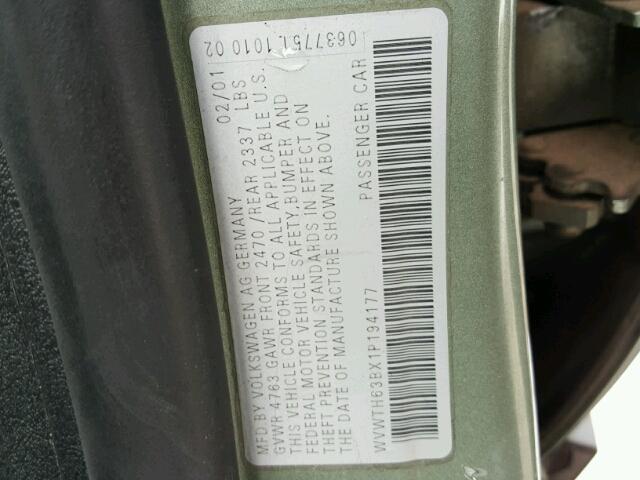 0637751 1010 02
02/01
MFD BY VOLKSWAGEN AG GERMANY
GVWR 4763 GAWR FRONT 2470 /REAR 2337 LBS
THIS VEHICLE CONFORMS TO ALL APPLICABLE U.S.
FEDERAL MOTOR VEHICLE SAFETY,BUMPER AND
THEFT PREVENTION STANDARDS IN EFFECT ON
THE DATE OF MANUFACTURE SHOWN ABOVE.
PASSENGER CAR
WVWTH63BX1P194177